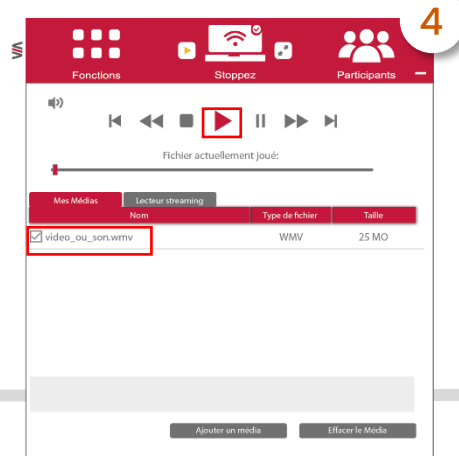 4
Fonctions Stoppez Participants
Fichier actuellement joué:
Mes Médias Lecteur streaming
Nom Type de fichier Taille
video_ou_son.wmv WMV 25 MO
Ajouter un média Effacer le Média